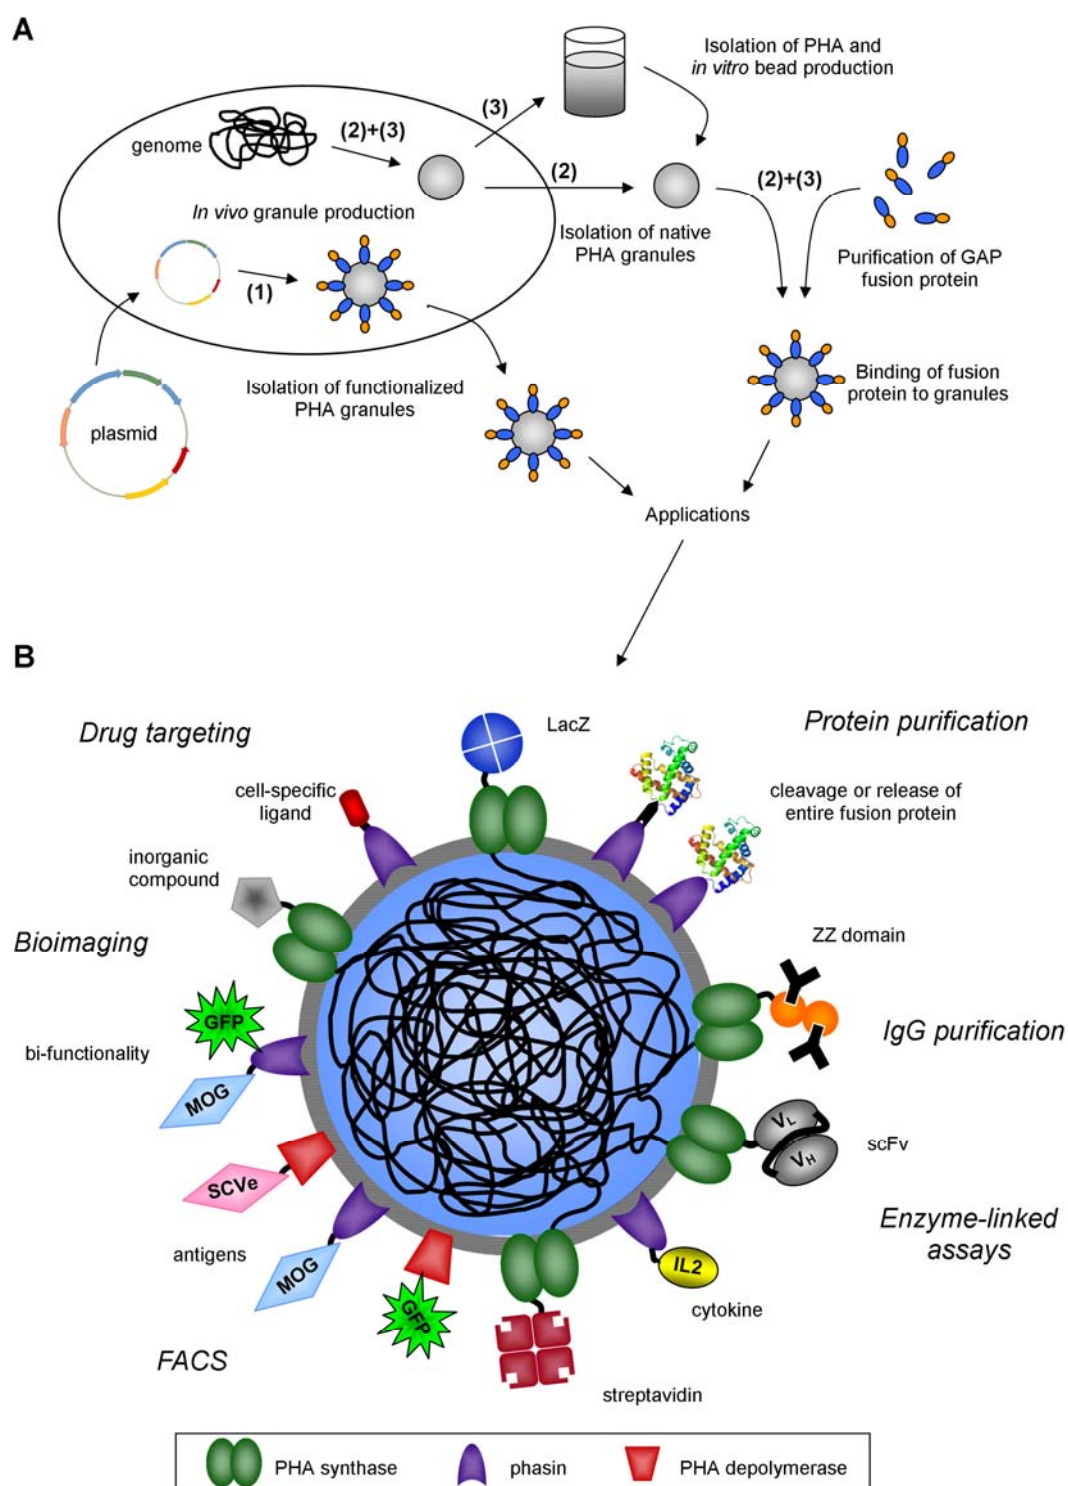 A
Isolation of PHA and
in vitro bead production
(3)
genome
(2)+(3)
(2)
(2)+(3)
In vivo granule production
Isolation of native
PHA granules
Purification of GAP
fusion protein
(1)
Isolation of functionalized
PHA granules
Binding of fusion
protein to granules
plasmid
Applications
B
Drug targeting
LacZ
Protein purification
cell-specific
ligand
cleavage or release of
entire fusion protein
inorganic
compound
Bioimaging
ZZ domain
GFP
IgG purification
bi-functionality
MOG
VL
VH
scFv
SCVe
Enzyme-linked
assays
antigens
MOG
GFP
IL2
cytokine
FACS
streptavidin
PHA synthase
phasin
PHA depolymerase